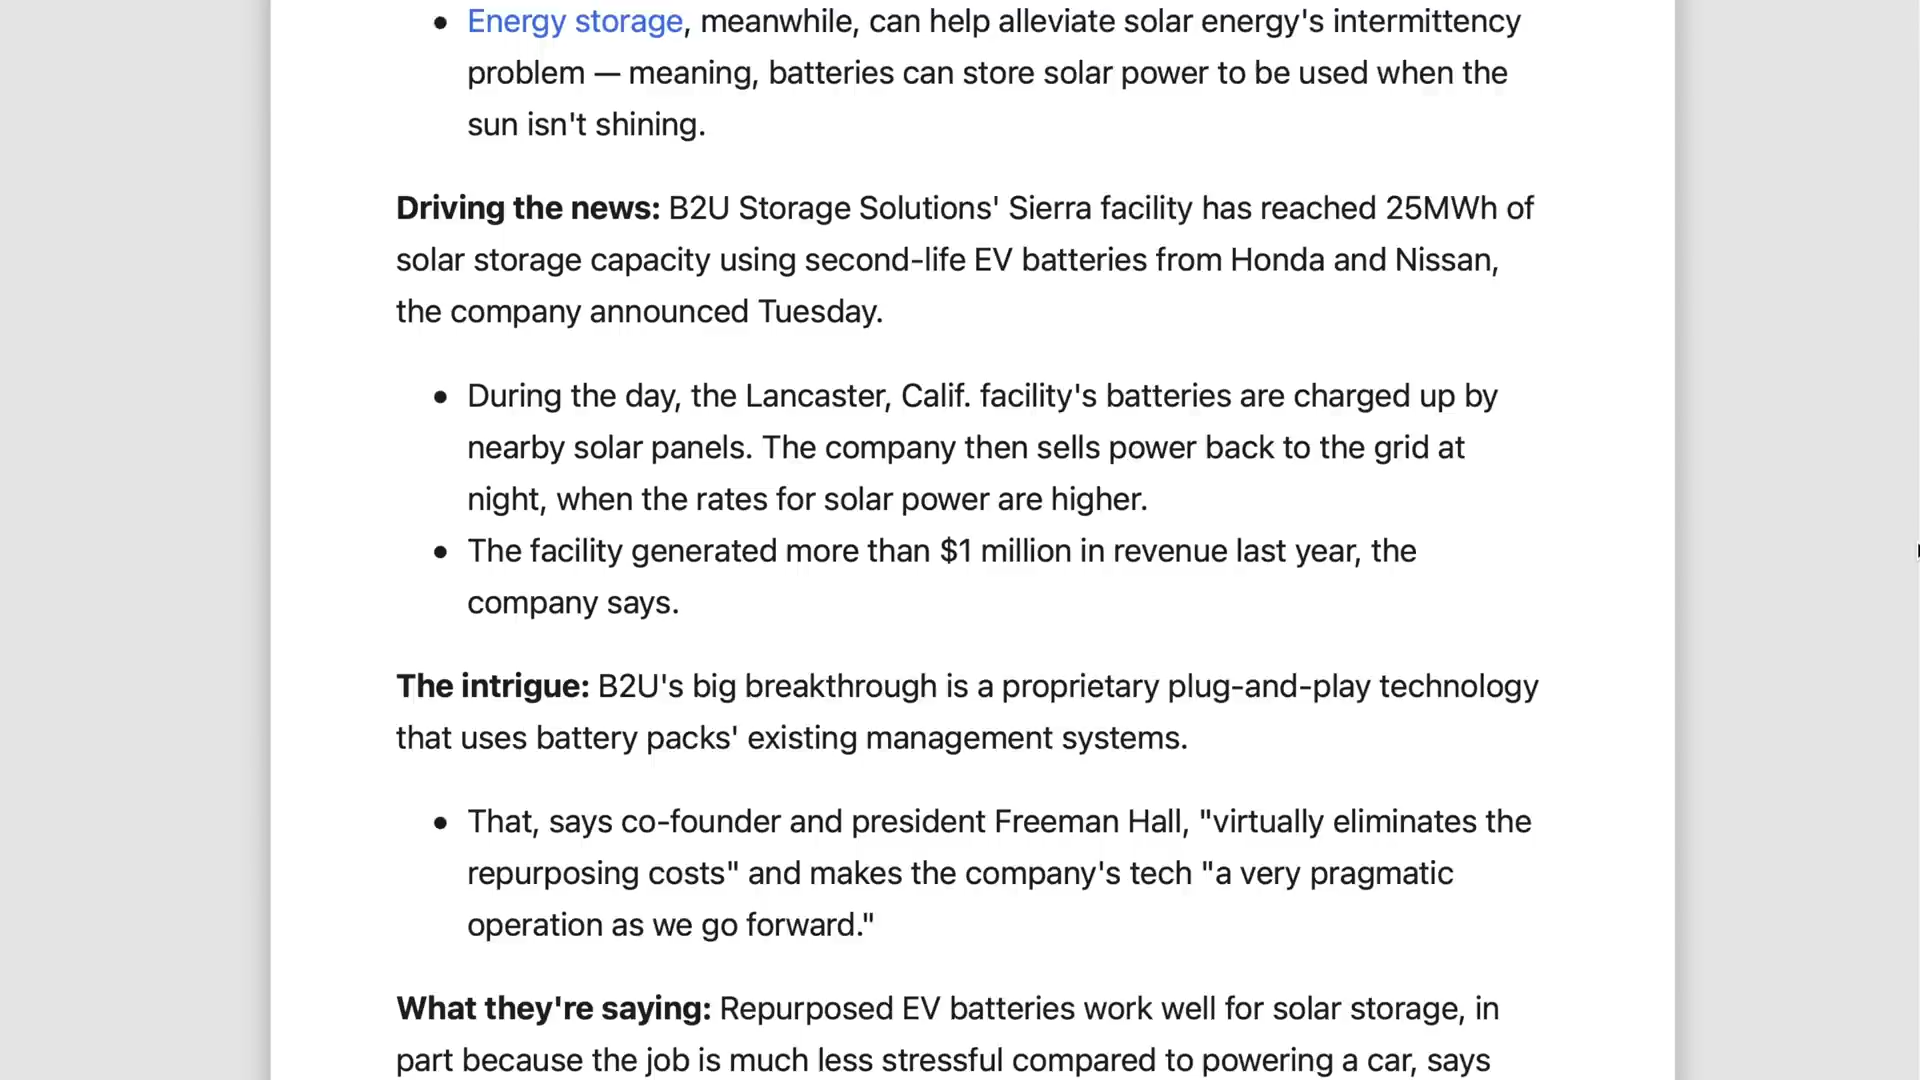 • Energy storage, meanwhile, can help alleviate solar energy's intermittency
problem — meaning, batteries can store solar power to be used when the
sun isn't shining.
Driving the news: B2U Storage Solutions' Sierra facility has reached 25MWh of
solar storage capacity using second-life EV batteries from Honda and Nissan,
the company announced Tuesday.
• During the day, the Lancaster, Calif. facility's batteries are charged up by
nearby solar panels. The company then sells power back to the grid at
night, when the rates for solar power are higher.
• The facility generated more than $1 million in revenue last year, the
company says.
The intrigue: B2U's big breakthrough is a proprietary plug-and-play technology
that uses battery packs' existing management systems.
• That, says co-founder and president Freeman Hall, "virtually eliminates the
repurposing costs" and makes the company's tech "a very pragmatic
operation as we go forward."
What they're saying: Repurposed EV batteries work well for solar storage, in
part because the job is much less stressful compared to powering a car, says